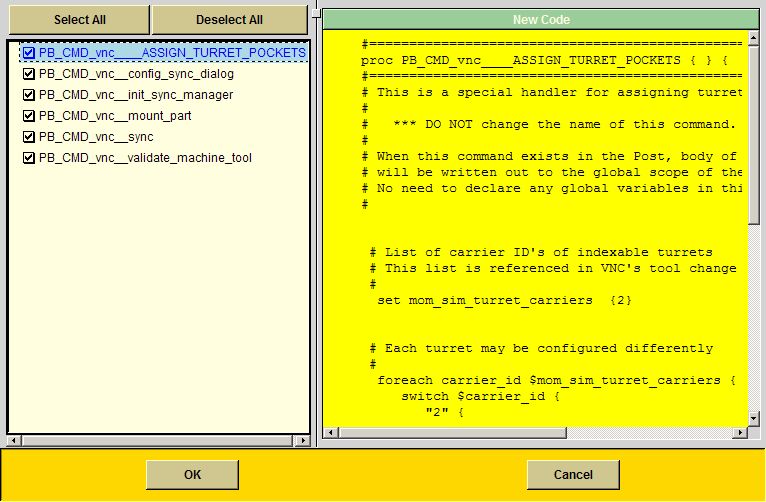 Select All
Deselect All
PB_CMD_vnc____ASSIGN_TURRET_POCKETS
PB_CMD_vnc__config_sync_dialog
PB_CMD_vnc__init_sync_manager
PB_CMD_vnc__mount_part
PB_CMD_vnc__sync
PB_CMD_vnc__validate_machine_tool
New Code
#===============================================
proc PB_CMD_vnc____ASSIGN_TURRET_POCKETS { } {
#===============================================
# This is a special handler for assigning turret
#
#   *** DO NOT change the name of this command.
#
# When this command exists in the Post, body of
# will be written out to the global scope of the
# No need to declare any global variables in thi
#
# List of carrier ID's of indexable turrets
# This list is referenced in VNC's tool change
#
set mom_sim_turret_carriers  {2}
# Each turret may be configured differently
#
foreach carrier_id $mom_sim_turret_carriers {
switch $carrier_id {
"2" {
OK
Cancel